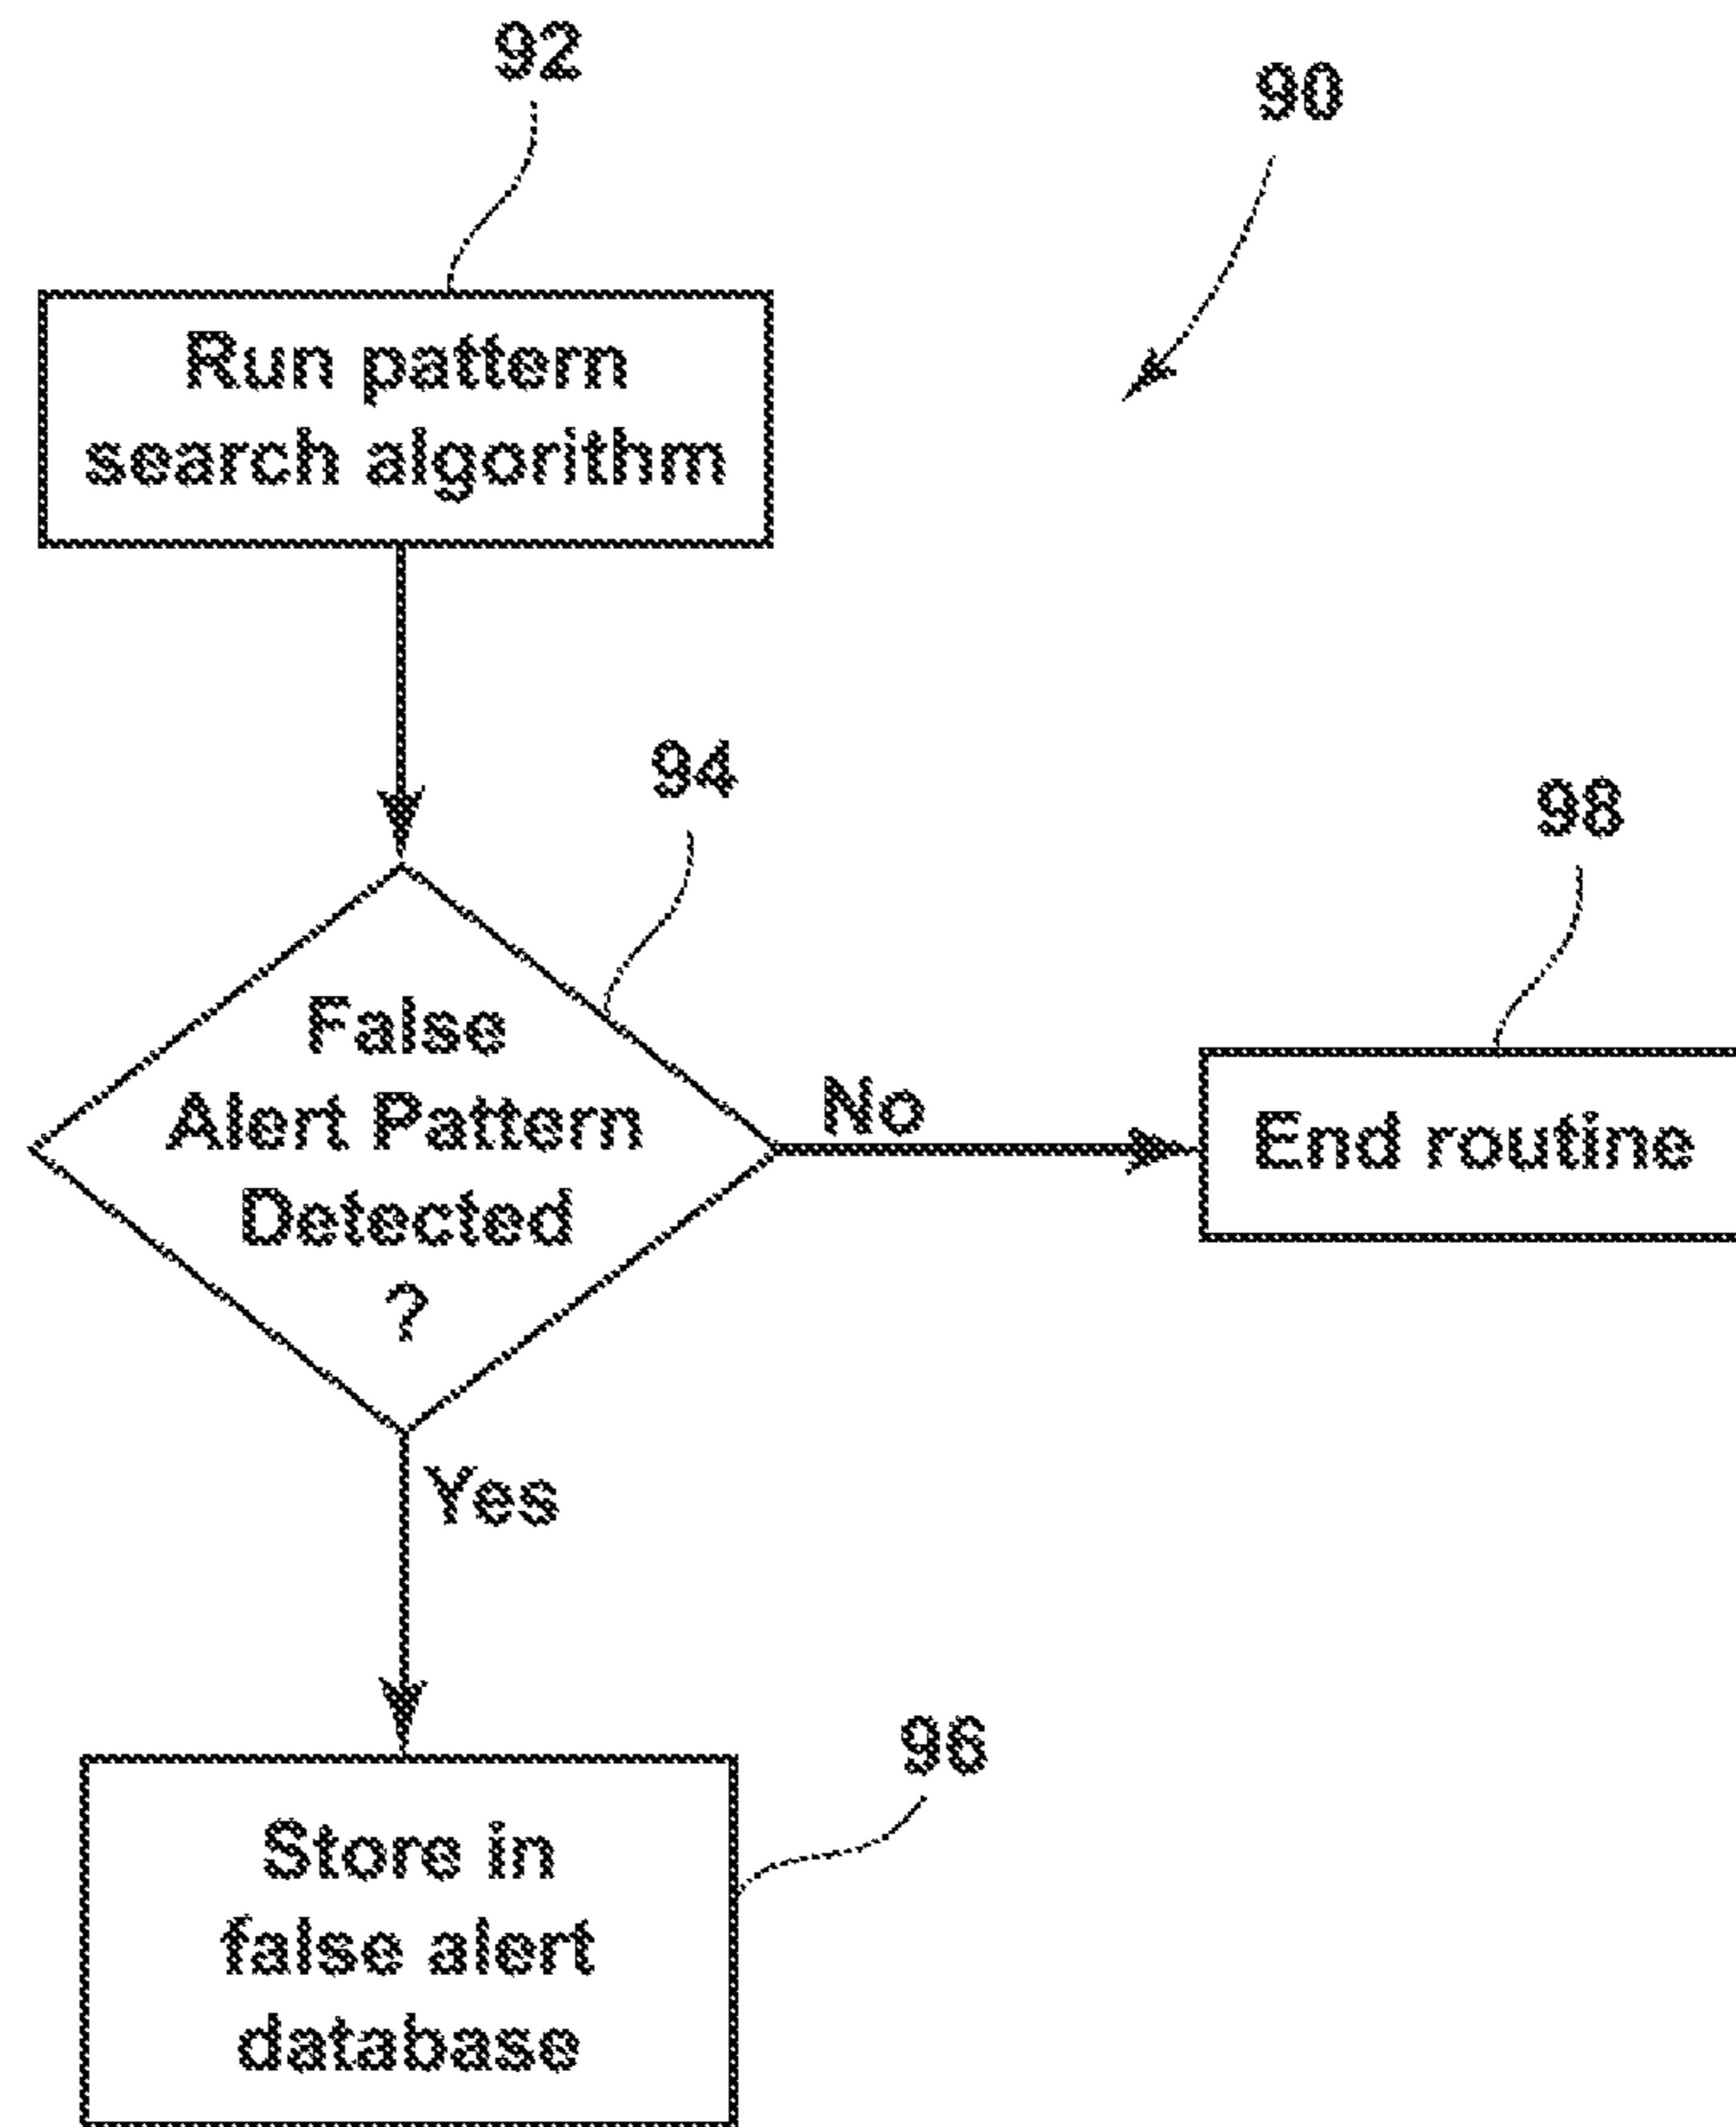 92
90
Run pattern
search algorithm
94
98
False
Alert Pattern
Detected
?
No
End routine
Yes
96
Store in
false alert
database